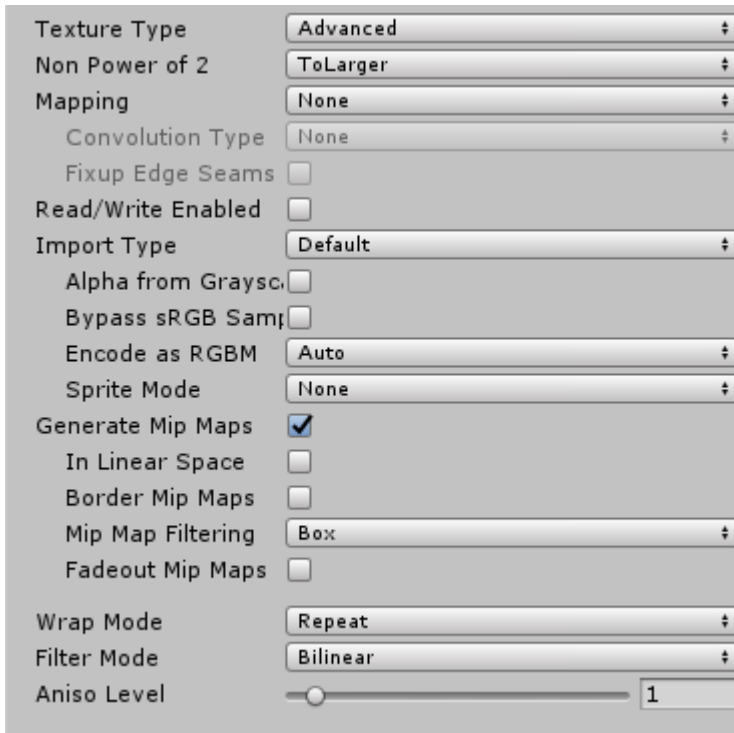 Texture Type Advanced
Non Power of 2 ToLarger
Mapping None
Convolution Type None
Fixup Edge Seams
Read/Write Enabled
Import Type Default
Alpha from Graysc
Bypass sRGB Samp
Encode as RGBM Auto
Sprite Mode None
Generate Mip Maps
In Linear Space
Border Mip Maps
Mip Map Filtering Box
Fadeout Mip Maps
Wrap Mode Repeat
Filter Mode Bilinear
Aniso Level 1